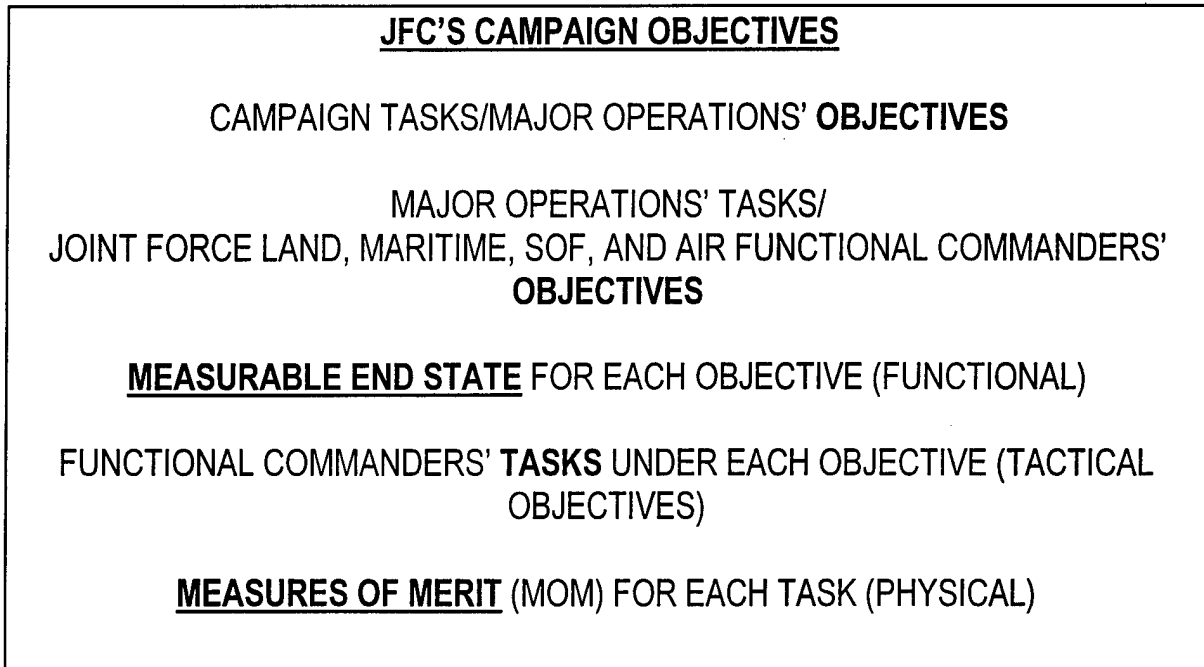 JFC'S CAMPAIGN OBJECTIVES
CAMPAIGN TASKS/MAJOR OPERATIONS' OBJECTIVES
MAJOR OPERATIONS' TASKS/
JOINT FORCE LAND, MARITIME, SOF, AND AIR FUNCTIONAL COMMANDERS'
OBJECTIVES
MEASURABLE END STATE FOR EACH OBJECTIVE (FUNCTIONAL)
FUNCTIONAL COMMANDERS' TASKS UNDER EACH OBJECTIVE (TACTICAL
OBJECTIVES)
MEASURES OF MERIT (MOM) FOR EACH TASK (PHYSICAL)